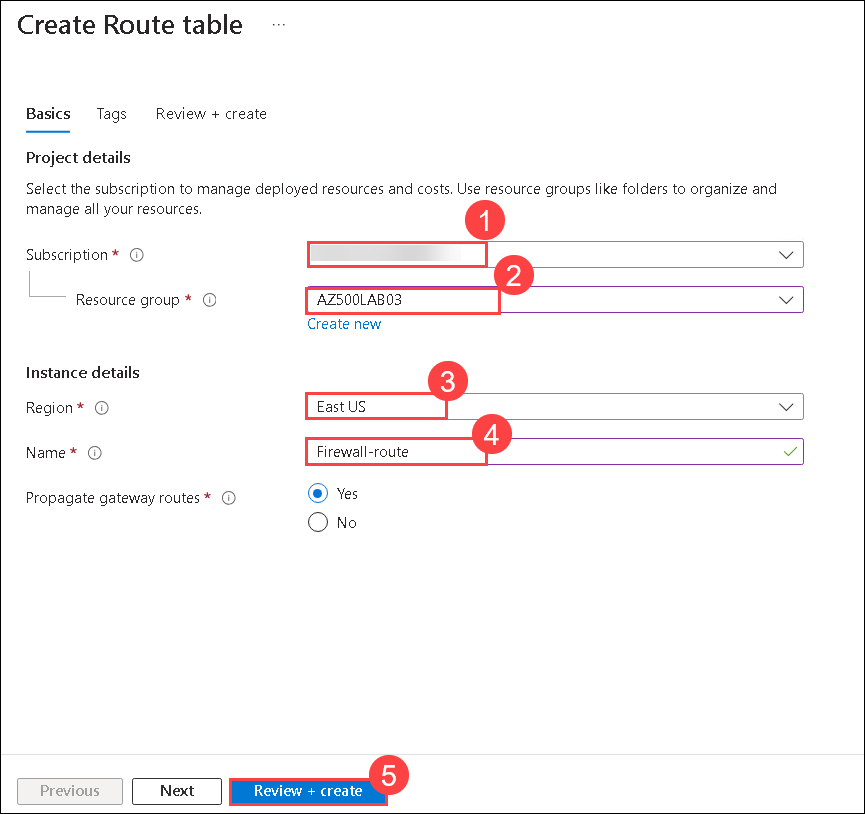 Create Route table ...
Basics Tags Review + create
Project details
Select the subscription to manage deployed resources and costs. Use resource groups like folders to organize and
manage all your resources.
1
Subscription * i
2
Resource group * i AZ500LAB03
Create new
Instance details
3
Region * i East US
4
Name * i Firewall-route
Propagate gateway routes * i Yes
No
5
Previous Next Review + create